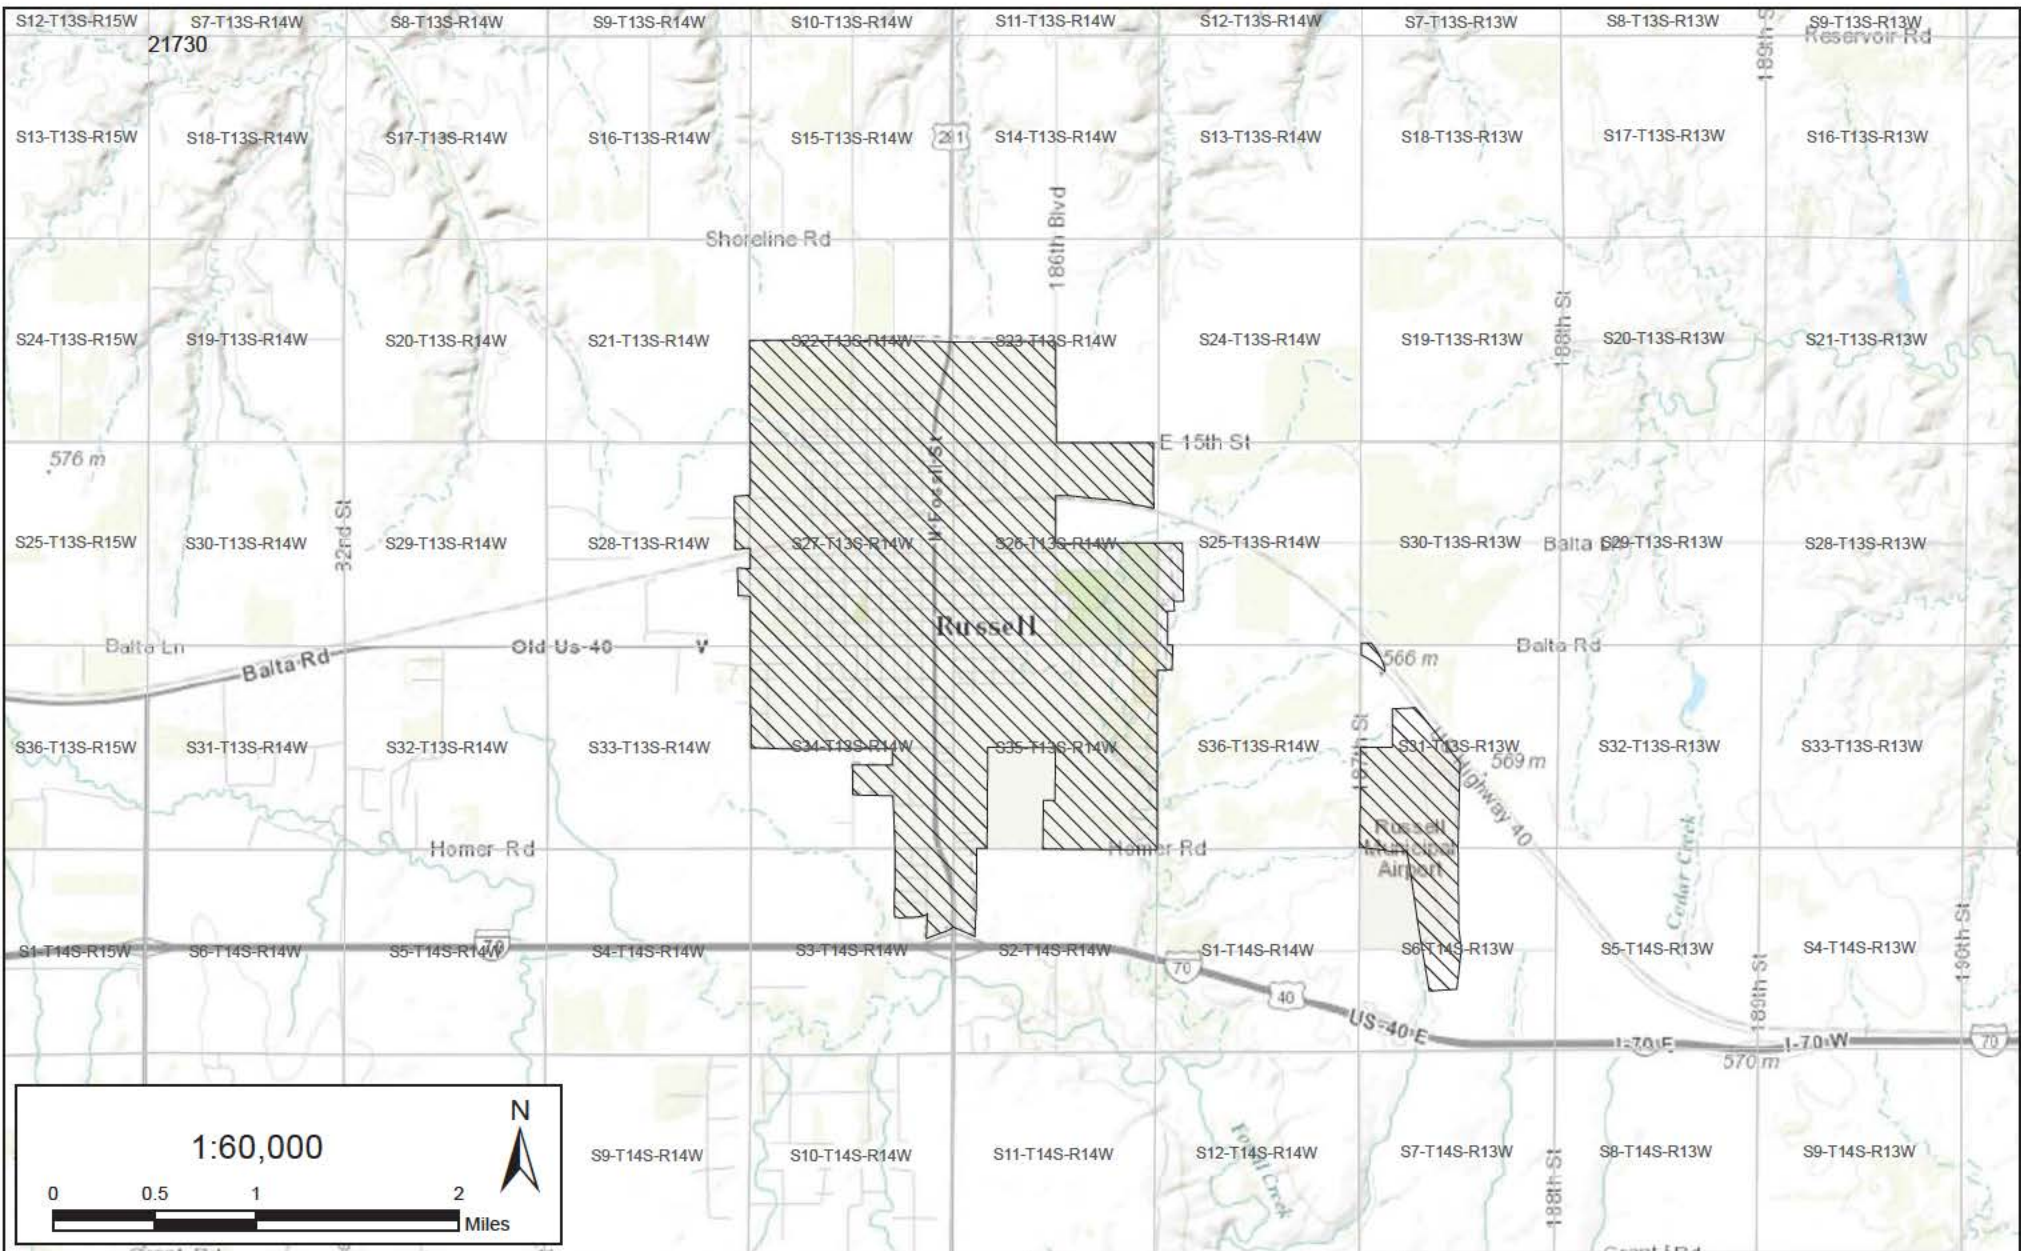 S12-T13S-R15W S7-T13S-R14W S8-T13S-R14W S9-T13S-R14W S10-T13S-R14W S11-T13S-R14W S12-T13S-R14W S7-T13S-R13W S8-T13S-R13W S9-T13S-R13W
21730
Reservoir Rd
189th S
S13-T13S-R15W S18-T13S-R14W S17-T13S-R14W S16-T13S-R14W S15-T13S-R14W 281 S14-T13S-R14W S13-T13S-R14W S18-T13S-R13W S17-T13S-R13W S16-T13S-R13W
Shoreline Rd
186th Blvd
S24-T13S-R15W S19-T13S-R14W S20-T13S-R14W S21-T13S-R14W S22-T13S-R14W S23-T13S-R14W S24-T13S-R14W S19-T13S-R13W 188th St S20-T13S-R13W S21-T13S-R13W
E 15th St
576 m
32nd St
N Fossil St
S25-T13S-R15W S30-T13S-R14W S29-T13S-R14W S28-T13S-R14W S27-T13S-R14W S26-T13S-R14W S25-T13S-R14W S30-T13S-R13W Balta S29-T13S-R13W S28-T13S-R13W
Russell
Balta Ln Balta Rd Old Us-40 V
566 m
Balta Rd
S36-T13S-R15W S31-T13S-R14W S32-T13S-R14W S33-T13S-R14W S34-T13S-R14W S35-T13S-R14W S36-T13S-R14W 187th St S31-T13S-R13W S32-T13S-R13W S33-T13S-R13W
Highway 40
569 m
Russell
Municipal
Airport
Homer Rd
Homer Rd
Cedar Creek
S1-T14S-R15W S6-T14S-R14W S5-T14S-R14W 70 S4-T14S-R14W S3-T14S-R14W S2-T14S-R14W S1-T14S-R14W S6-T14S-R13W S5-T14S-R13W S4-T14S-R13W
190th St
189th St
70
40
US-40 E
I-70 E
I-70 W
70
570 m
N
1:60,000
0 0.5 1 2
Miles
S9-T14S-R14W S10-T14S-R14W S11-T14S-R14W S12-T14S-R14W S7-T14S-R13W S8-T14S-R13W S9-T14S-R13W
Fossil Creek
188th St